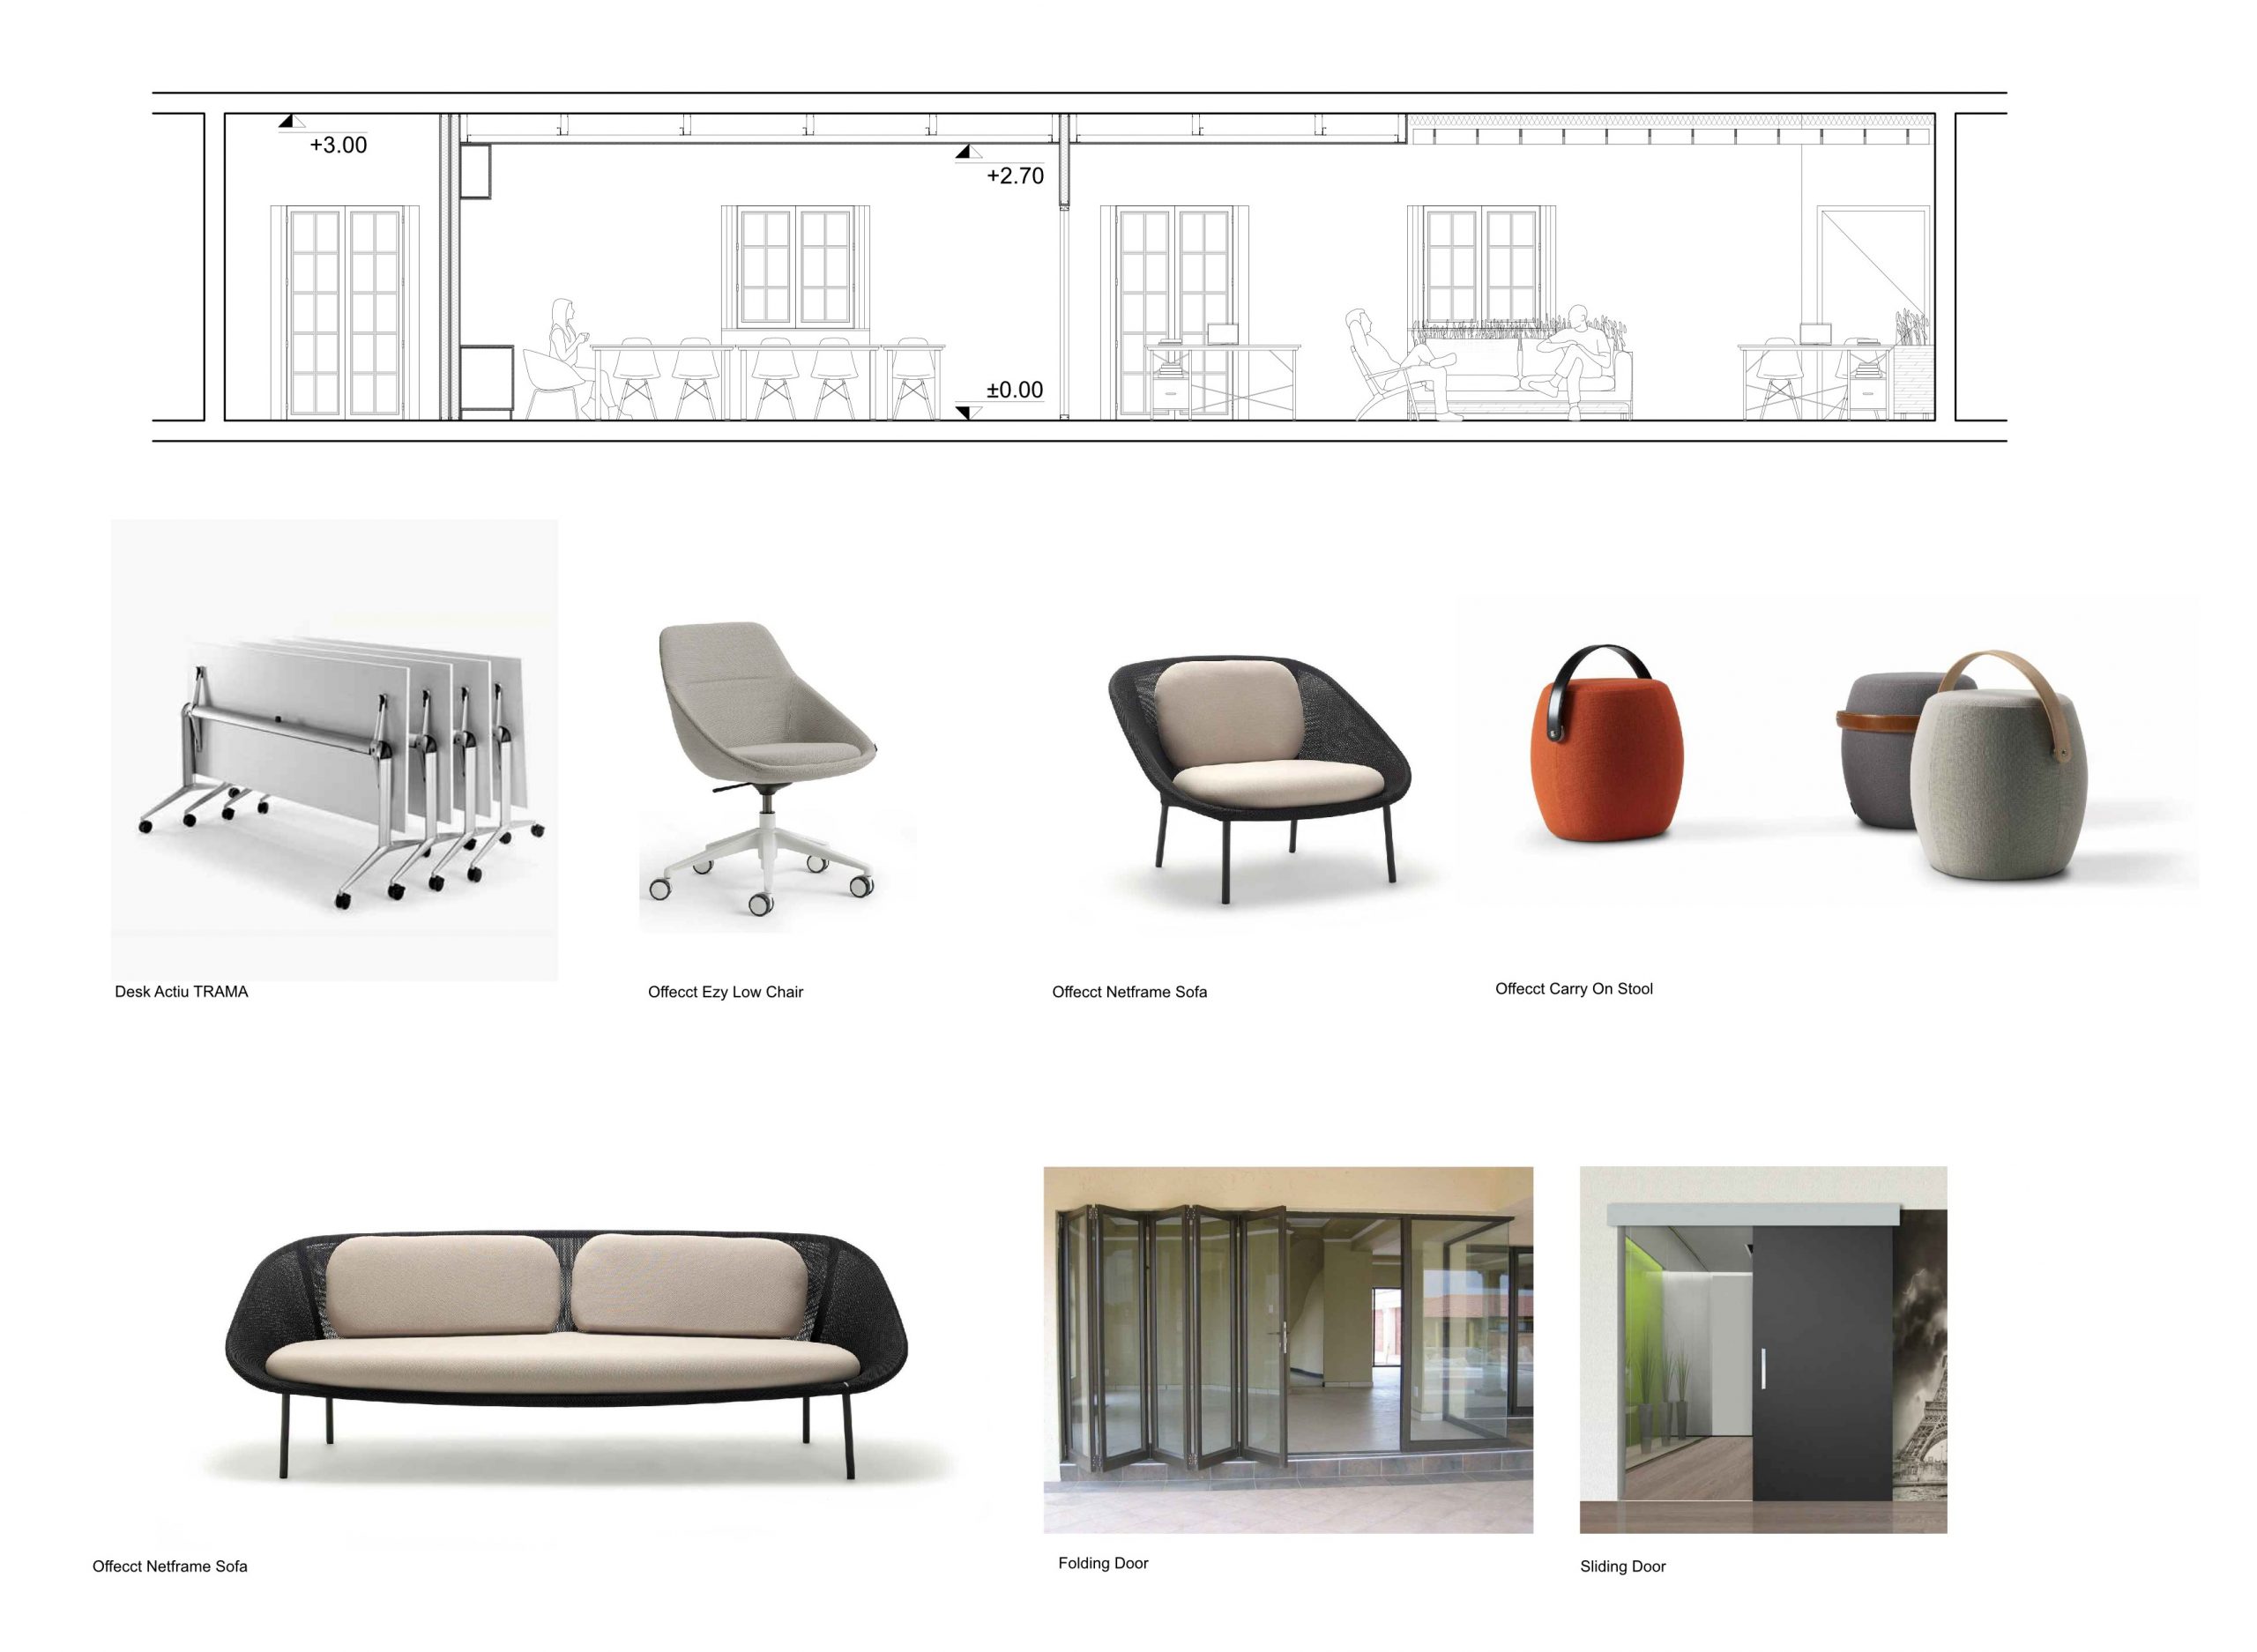 +3.00
+2.70
±0.00
Desk Actiu TRAMA
Offecct Ezy Low Chair
Offecct Netframe Sofa
Offecct Carry On Stool
Offecct Netframe Sofa
Folding Door
Sliding Door